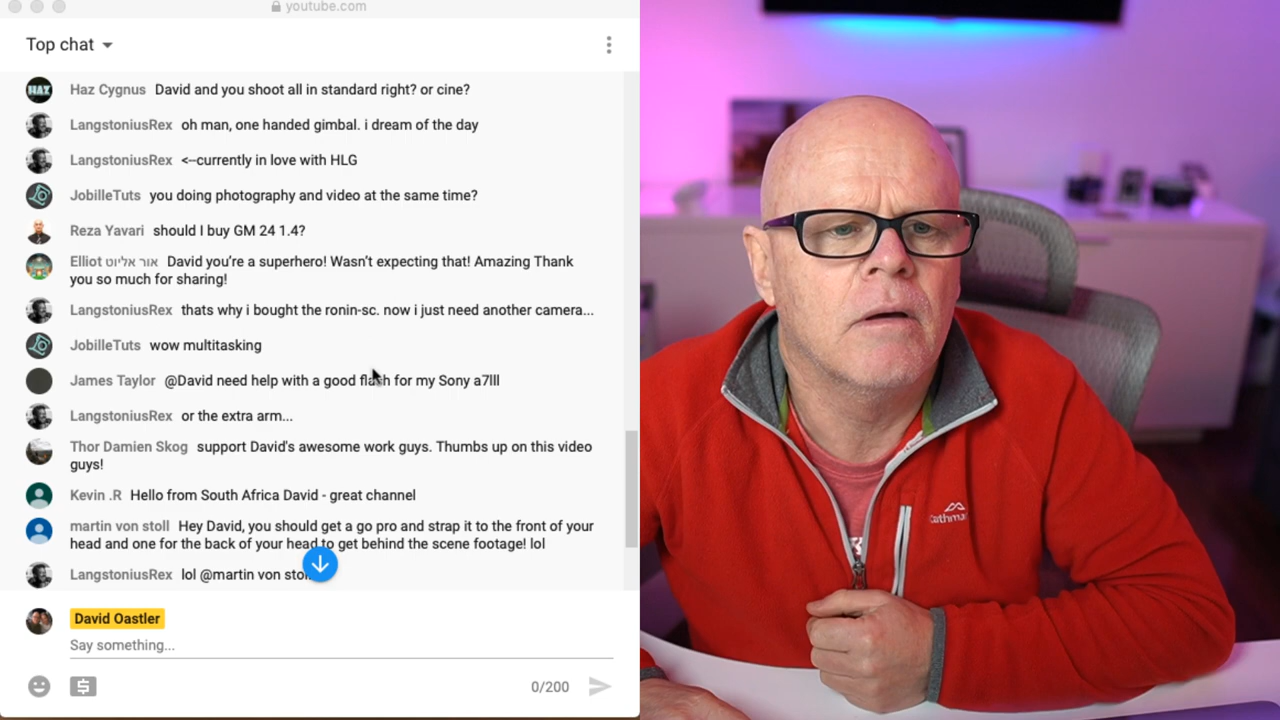 youtube.com
Top chat
Haz Cygnus David and you shoot all in standard right? or cine?
LangstoniusRex oh man, one handed gimbal. i dream of the day
LangstoniusRex <--currently in love with HLG
JobilleTuts you doing photography and video at the same time?
Reza Yavari should I buy GM 24 1.4?
Elliot אור אליוט David you're a superhero! Wasn't expecting that! Amazing Thank
you so much for sharing!
LangstoniusRex thats why i bought the ronin-sc. now i just need another camera...
JobilleTuts wow multitasking
James Taylor @David need help with a good flash for my Sony a7lll
LangstoniusRex or the extra arm...
Thor Damien Skog support David's awesome work guys. Thumbs up on this video
guys!
Kevin .R Hello from South Africa David - great channel
martin von stoll Hey David, you should get a go pro and strap it to the front of your
head and one for the back of your head to get behind the scene footage! lol
LangstoniusRex lol @martin von
David Oastler
Say something...
0/200
HAZ